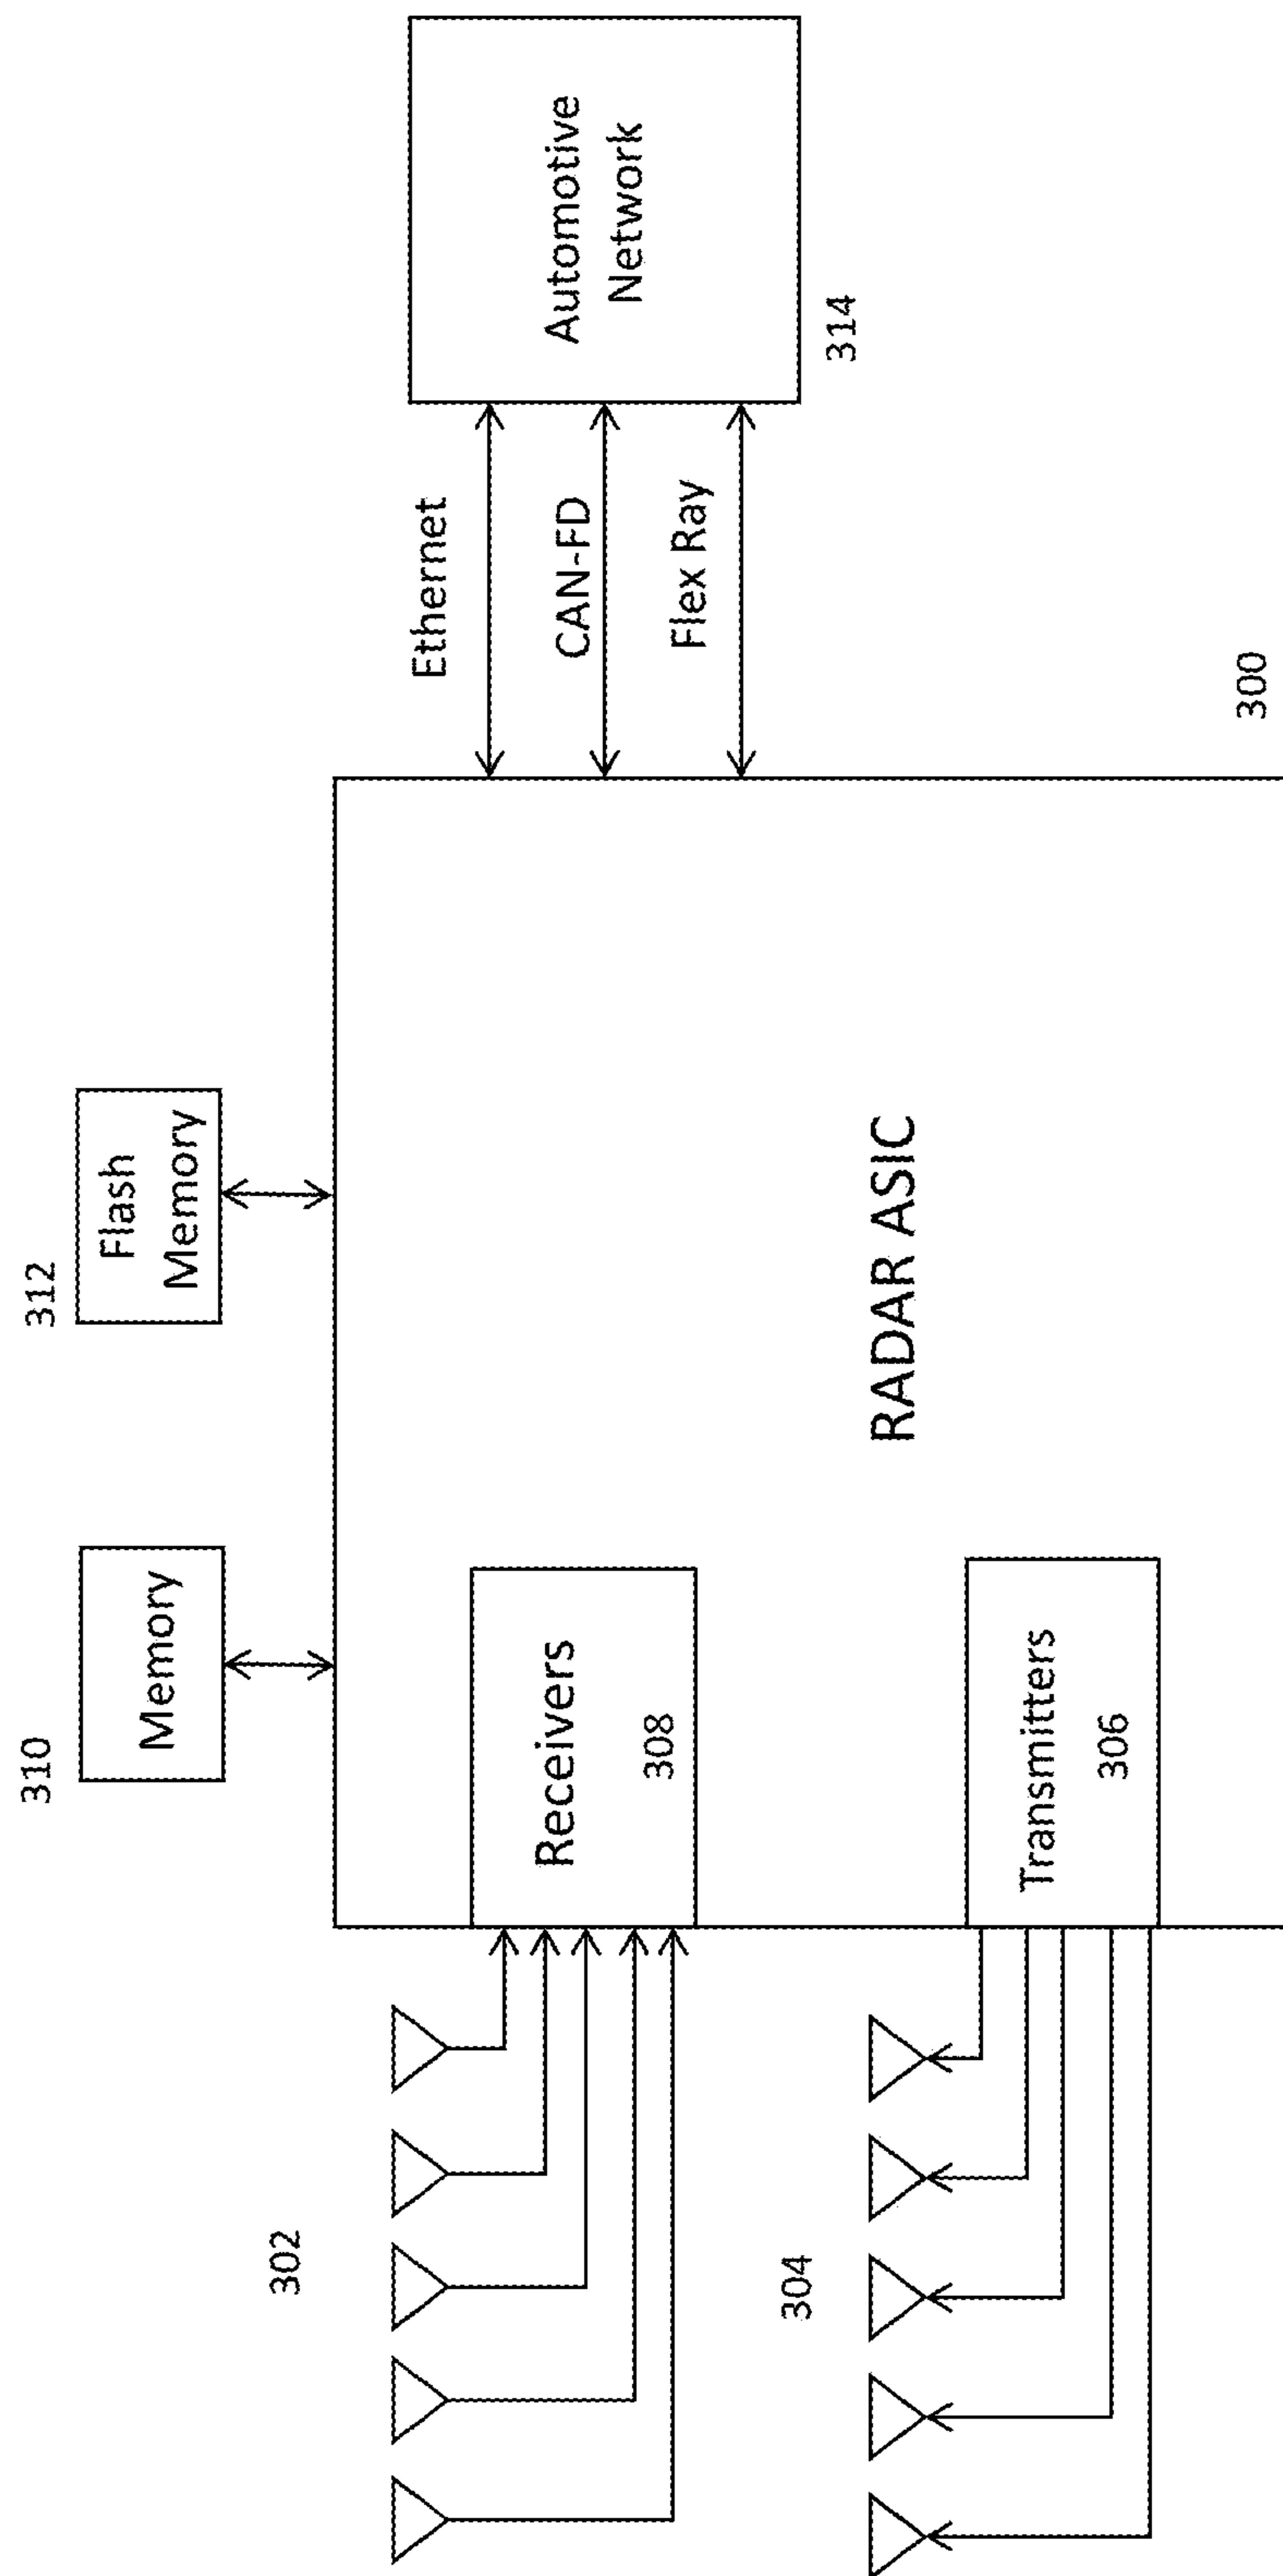 310
Memory
312
Flash
Memory
302
Receivers
308
304
Transmitters
306
RADAR ASIC
300
Ethernet
CAN-FD
Flex Ray
Automotive
Network
314